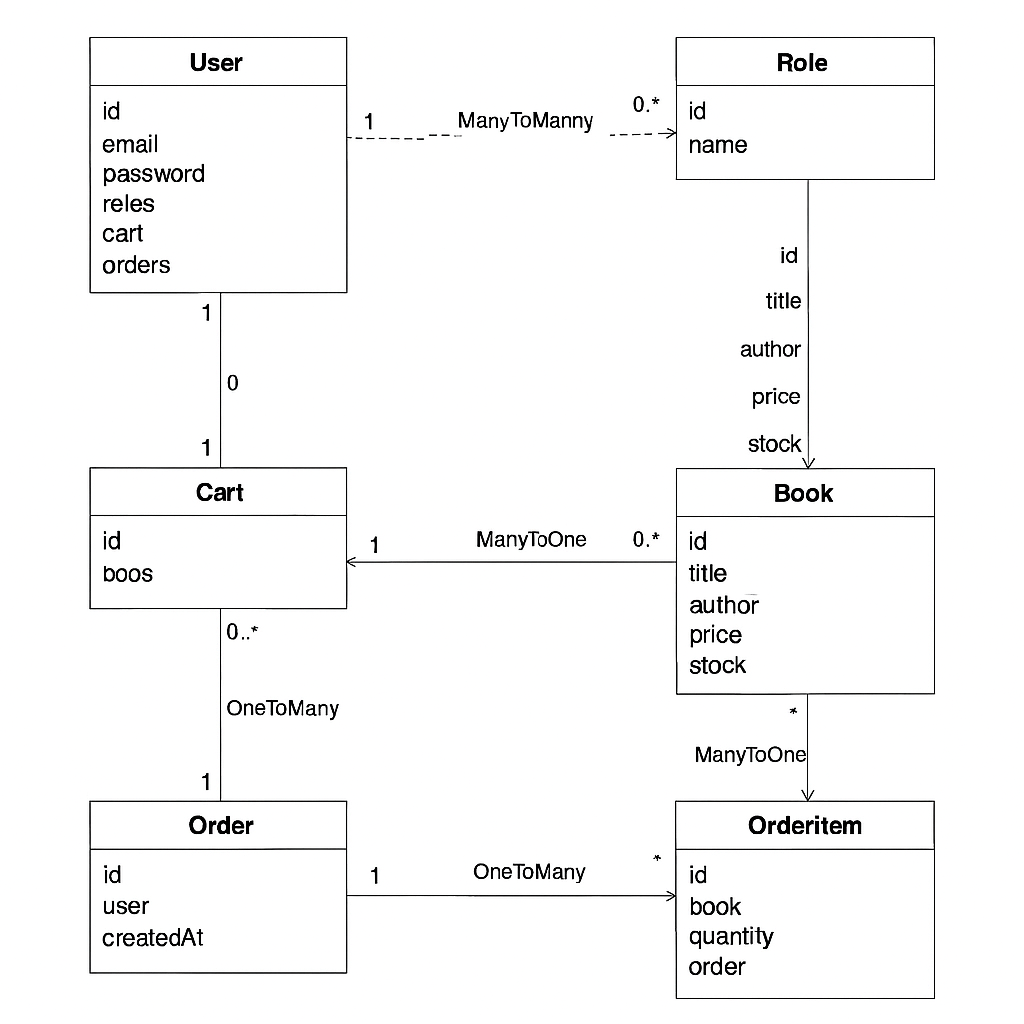 User
id
email
password
reles
cart
orders
1
ManyToManny
0.*
Role
id
name
id
title
author
price
stock
1
0
1
Cart
id
boos
1
ManyToOne
0.*
Book
id
title
author
price
stock
0..*
OneToMany
1
*
ManyToOne
Order
id
user
createdAt
1
OneToMany
*
Orderitem
id
book
quantity
order